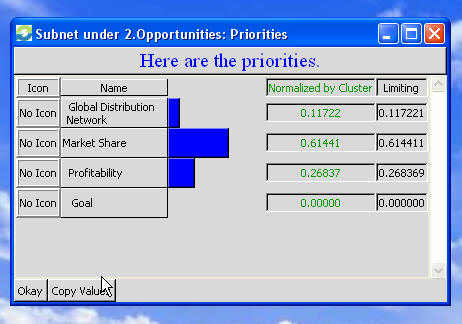 Subnet under 2.Opportunities: Priorities
Here are the priorities.
Icon Name Normalized by Cluster Limiting
No Icon Global Distribution Network 0.11722 0.117221
No Icon Market Share 0.61441 0.614411
No Icon Profitability 0.26837 0.268369
No Icon Goal 0.00000 0.000000
Okay Copy Values